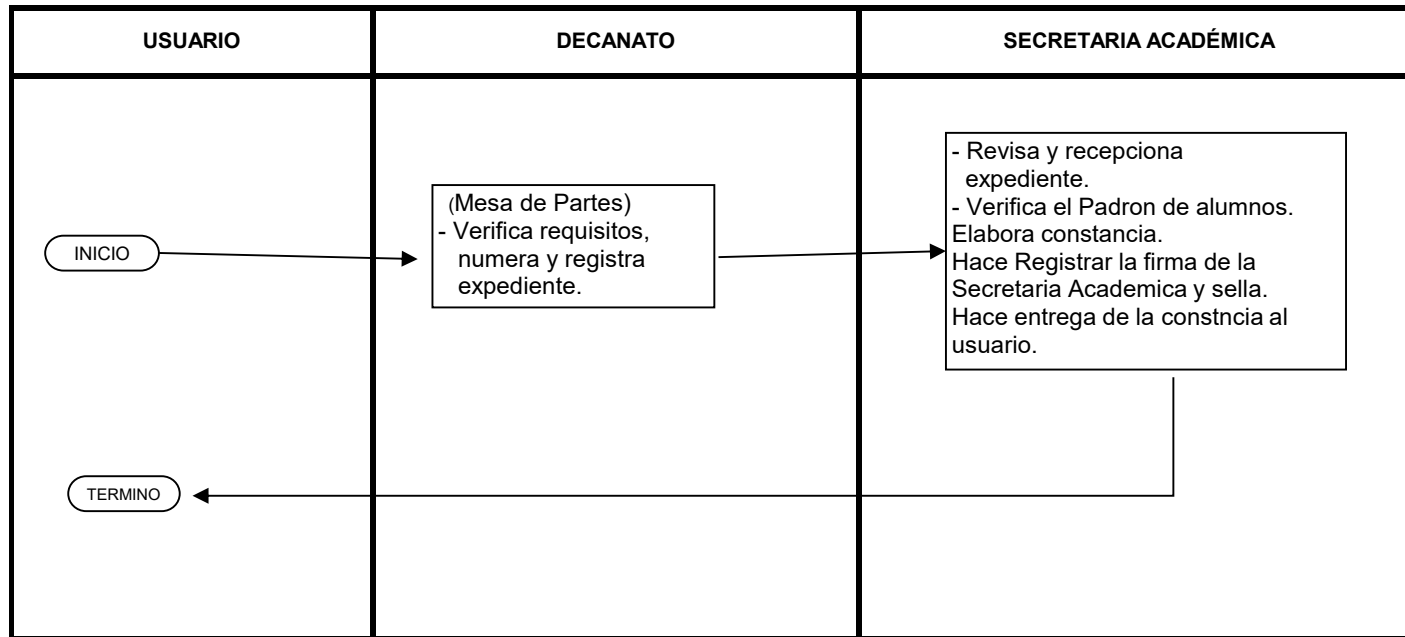 USUARIO
DECANATO
SECRETARIA ACADÉMICA
INICIO
(Mesa de Partes)
- Verifica requisitos,
numera y registra
expediente.
- Revisa y recepciona
expediente.
- Verifica el Padron de alumnos.
Elabora constancia.
Hace Registrar la firma de la
Secretaria Academica y sella.
Hace entrega de la constncia al
usuario.
TERMINO